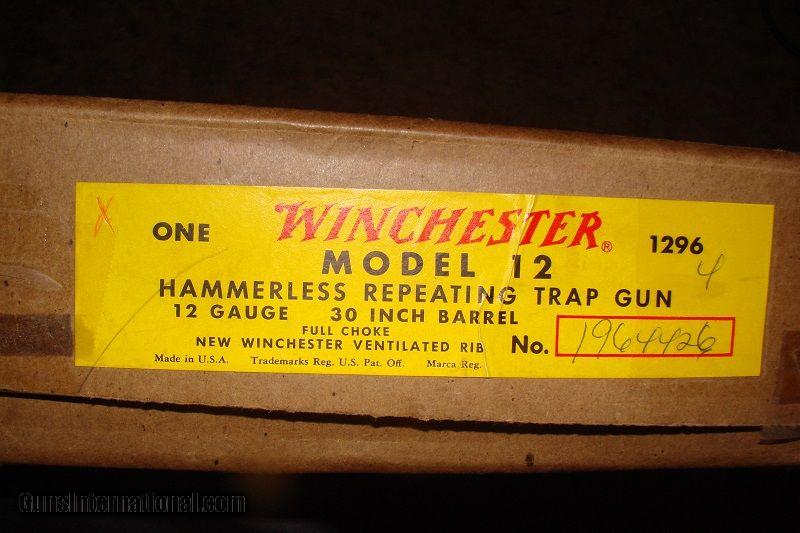 X
ONE WINCHESTER® 1296 4
MODEL 12
HAMMERLESS REPEATING TRAP GUN
12 GAUGE 30 INCH BARREL
FULL CHOKE
NEW WINCHESTER VENTILATED RIB No. 1964426
Made in U.S.A. Trademarks Reg. U.S. Pat. Off. Marca Reg.
GunsInternational.com